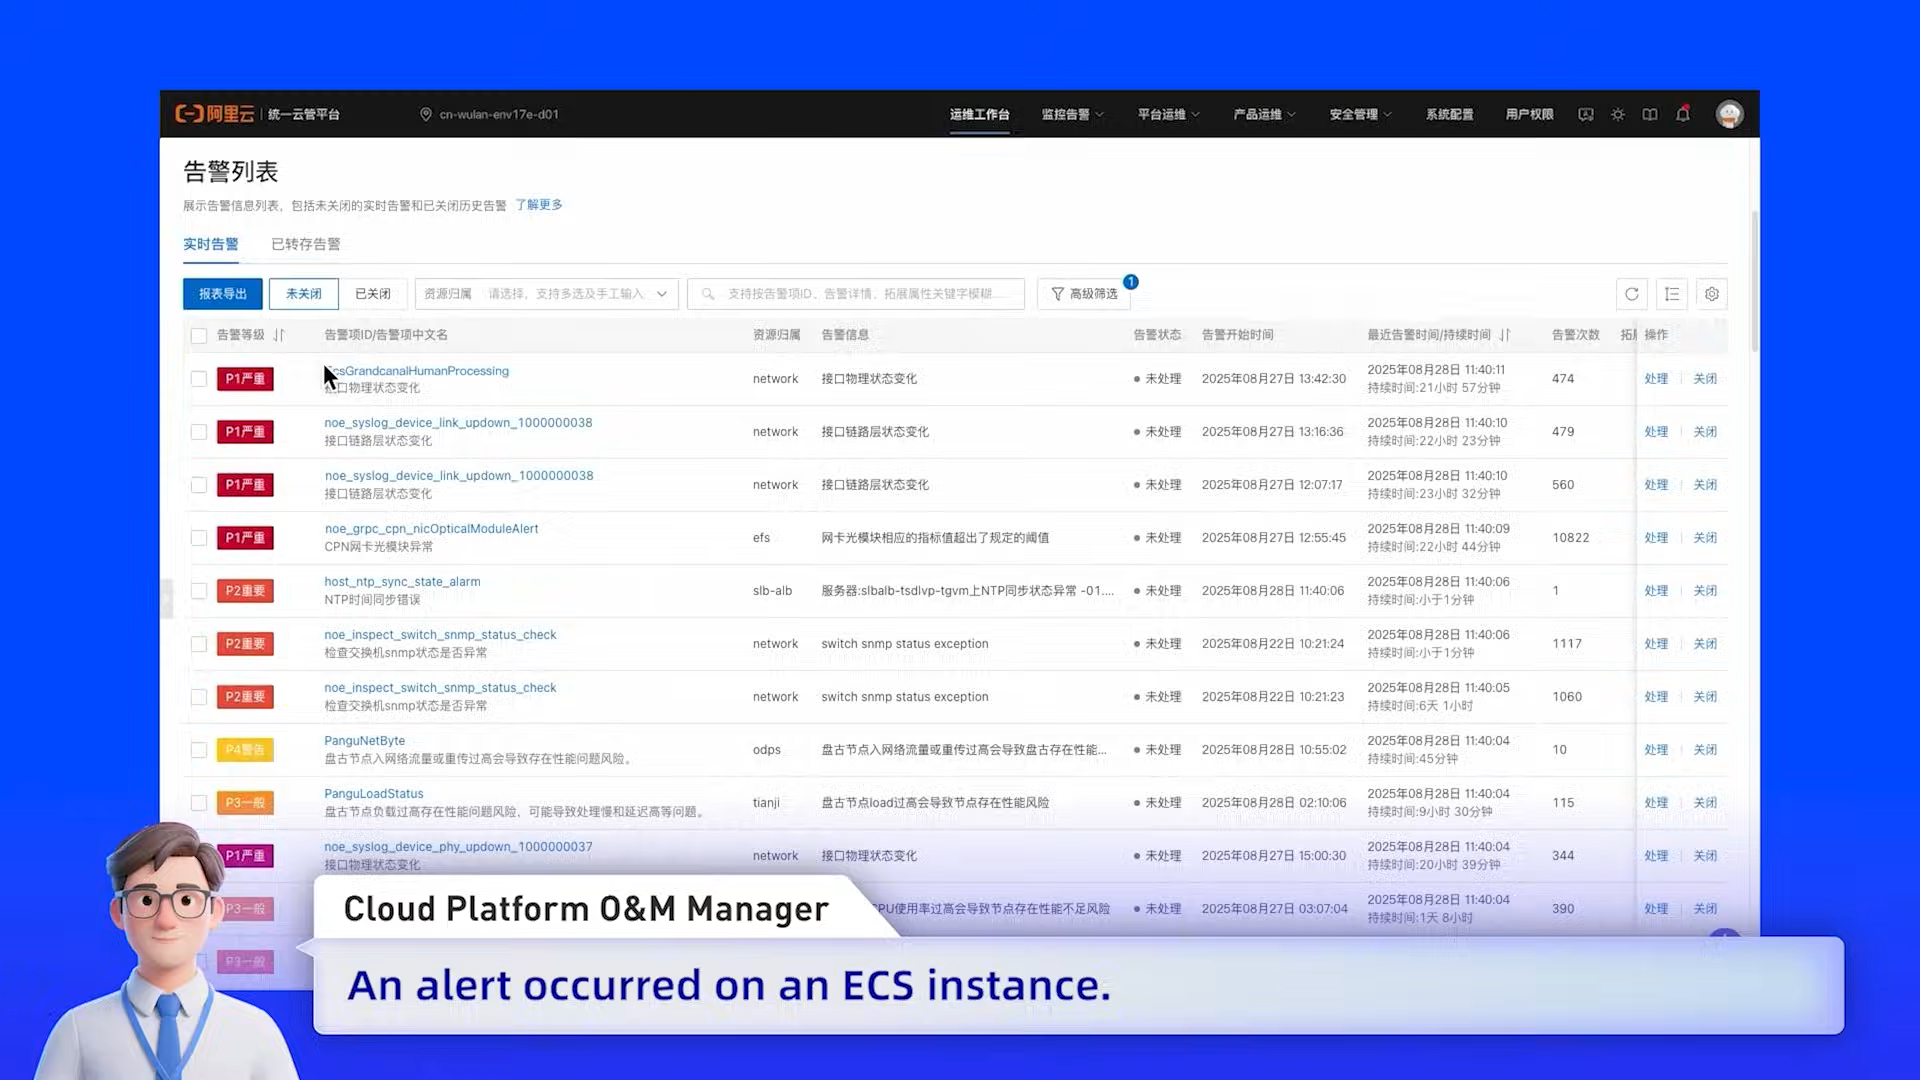 阿里云 统一云管平台 cn-wulan-env17e-d01 运维工作台 监控告警 平台运维 产品运维 安全管理 系统配置 用户权限
告警列表
展示告警信息列表，包括未关闭的实时告警和已关闭历史告警 了解更多
实时告警 已转存告警
报表导出 未关闭 已关闭 资源归属 请选择，支持多选及手工输入 支持按告警项ID、告警详情、拓展属性关键字模糊... 高级筛选 1
告警等级 告警项ID/告警项中文名 资源归属 告警信息 告警状态 告警开始时间 最近告警时间/持续时间 告警次数 操作
P1严重 csGrandcanalHumanProcessing network 接口物理状态变化 未处理 2025年08月27日 13:42:30 2025年08月28日 11:40:11 474 处理 关闭
口物理状态变化 持续时间:21小时 57分钟
P1严重 noe_syslog_device_link_updown_1000000038 network 接口链路层状态变化 未处理 2025年08月27日 13:16:36 2025年08月28日 11:40:10 479 处理 关闭
接口链路层状态变化 持续时间:22小时 23分钟
P1严重 noe_syslog_device_link_updown_1000000038 network 接口链路层状态变化 未处理 2025年08月27日 12:07:17 2025年08月28日 11:40:10 560 处理 关闭
接口链路层状态变化 持续时间:23小时 32分钟
P1严重 noe_grpc_cpn_nicOpticalModuleAlert efs 网卡光模块相应的指标值超出了规定的阈值 未处理 2025年08月27日 12:55:45 2025年08月28日 11:40:09 10822 处理 关闭
CPN网卡光模块异常 持续时间:22小时 44分钟
P2重要 host_ntp_sync_state_alarm slb-alb 服务器:slbalb-tsdlvp-tgvm上NTP同步状态异常 -01.... 未处理 2025年08月28日 11:40:06 2025年08月28日 11:40:06 1 处理 关闭
NTP时间同步错误 持续时间:小于1分钟
P2重要 noe_inspect_switch_snmp_status_check network switch snmp status exception 未处理 2025年08月22日 10:21:24 2025年08月28日 11:40:06 1117 处理 关闭
检查交换机snmp状态是否异常 持续时间:小于1分钟
P2重要 noe_inspect_switch_snmp_status_check network switch snmp status exception 未处理 2025年08月22日 10:21:23 2025年08月28日 11:40:05 1060 处理 关闭
检查交换机snmp状态是否异常 持续时间:6天 1小时
P4警告 PanguNetByte odps 盘古节点入网络流量或重传过高会导致盘古存在性能... 未处理 2025年08月28日 10:55:02 2025年08月28日 11:40:04 10 处理 关闭
盘古节点入网络流量或重传过高会导致存在性能问题风险。 持续时间:45分钟
P3一般 PanguLoadStatus tianji 盘古节点load过高会导致节点存在性能风险 未处理 2025年08月28日 02:10:06 2025年08月28日 11:40:04 115 处理 关闭
盘古节点负载过高存在性能问题风险，可能导致处理慢和延迟高等问题。 持续时间:9小时 30分钟
P1严重 noe_syslog_device_phy_updown_1000000037 network 接口物理状态变化 未处理 2025年08月27日 15:00:30 2025年08月28日 11:40:04 344 处理 关闭
接口物理状态变化 持续时间:20小时 39分钟
P3一般 PU使用率过高会导致节点存在性能不足风险 未处理 2025年08月27日 03:07:04 2025年08月28日 11:40:04 390 处理 关闭
持续时间:1天 8小时
P3一般
Cloud Platform O&M Manager
An alert occurred on an ECS instance.